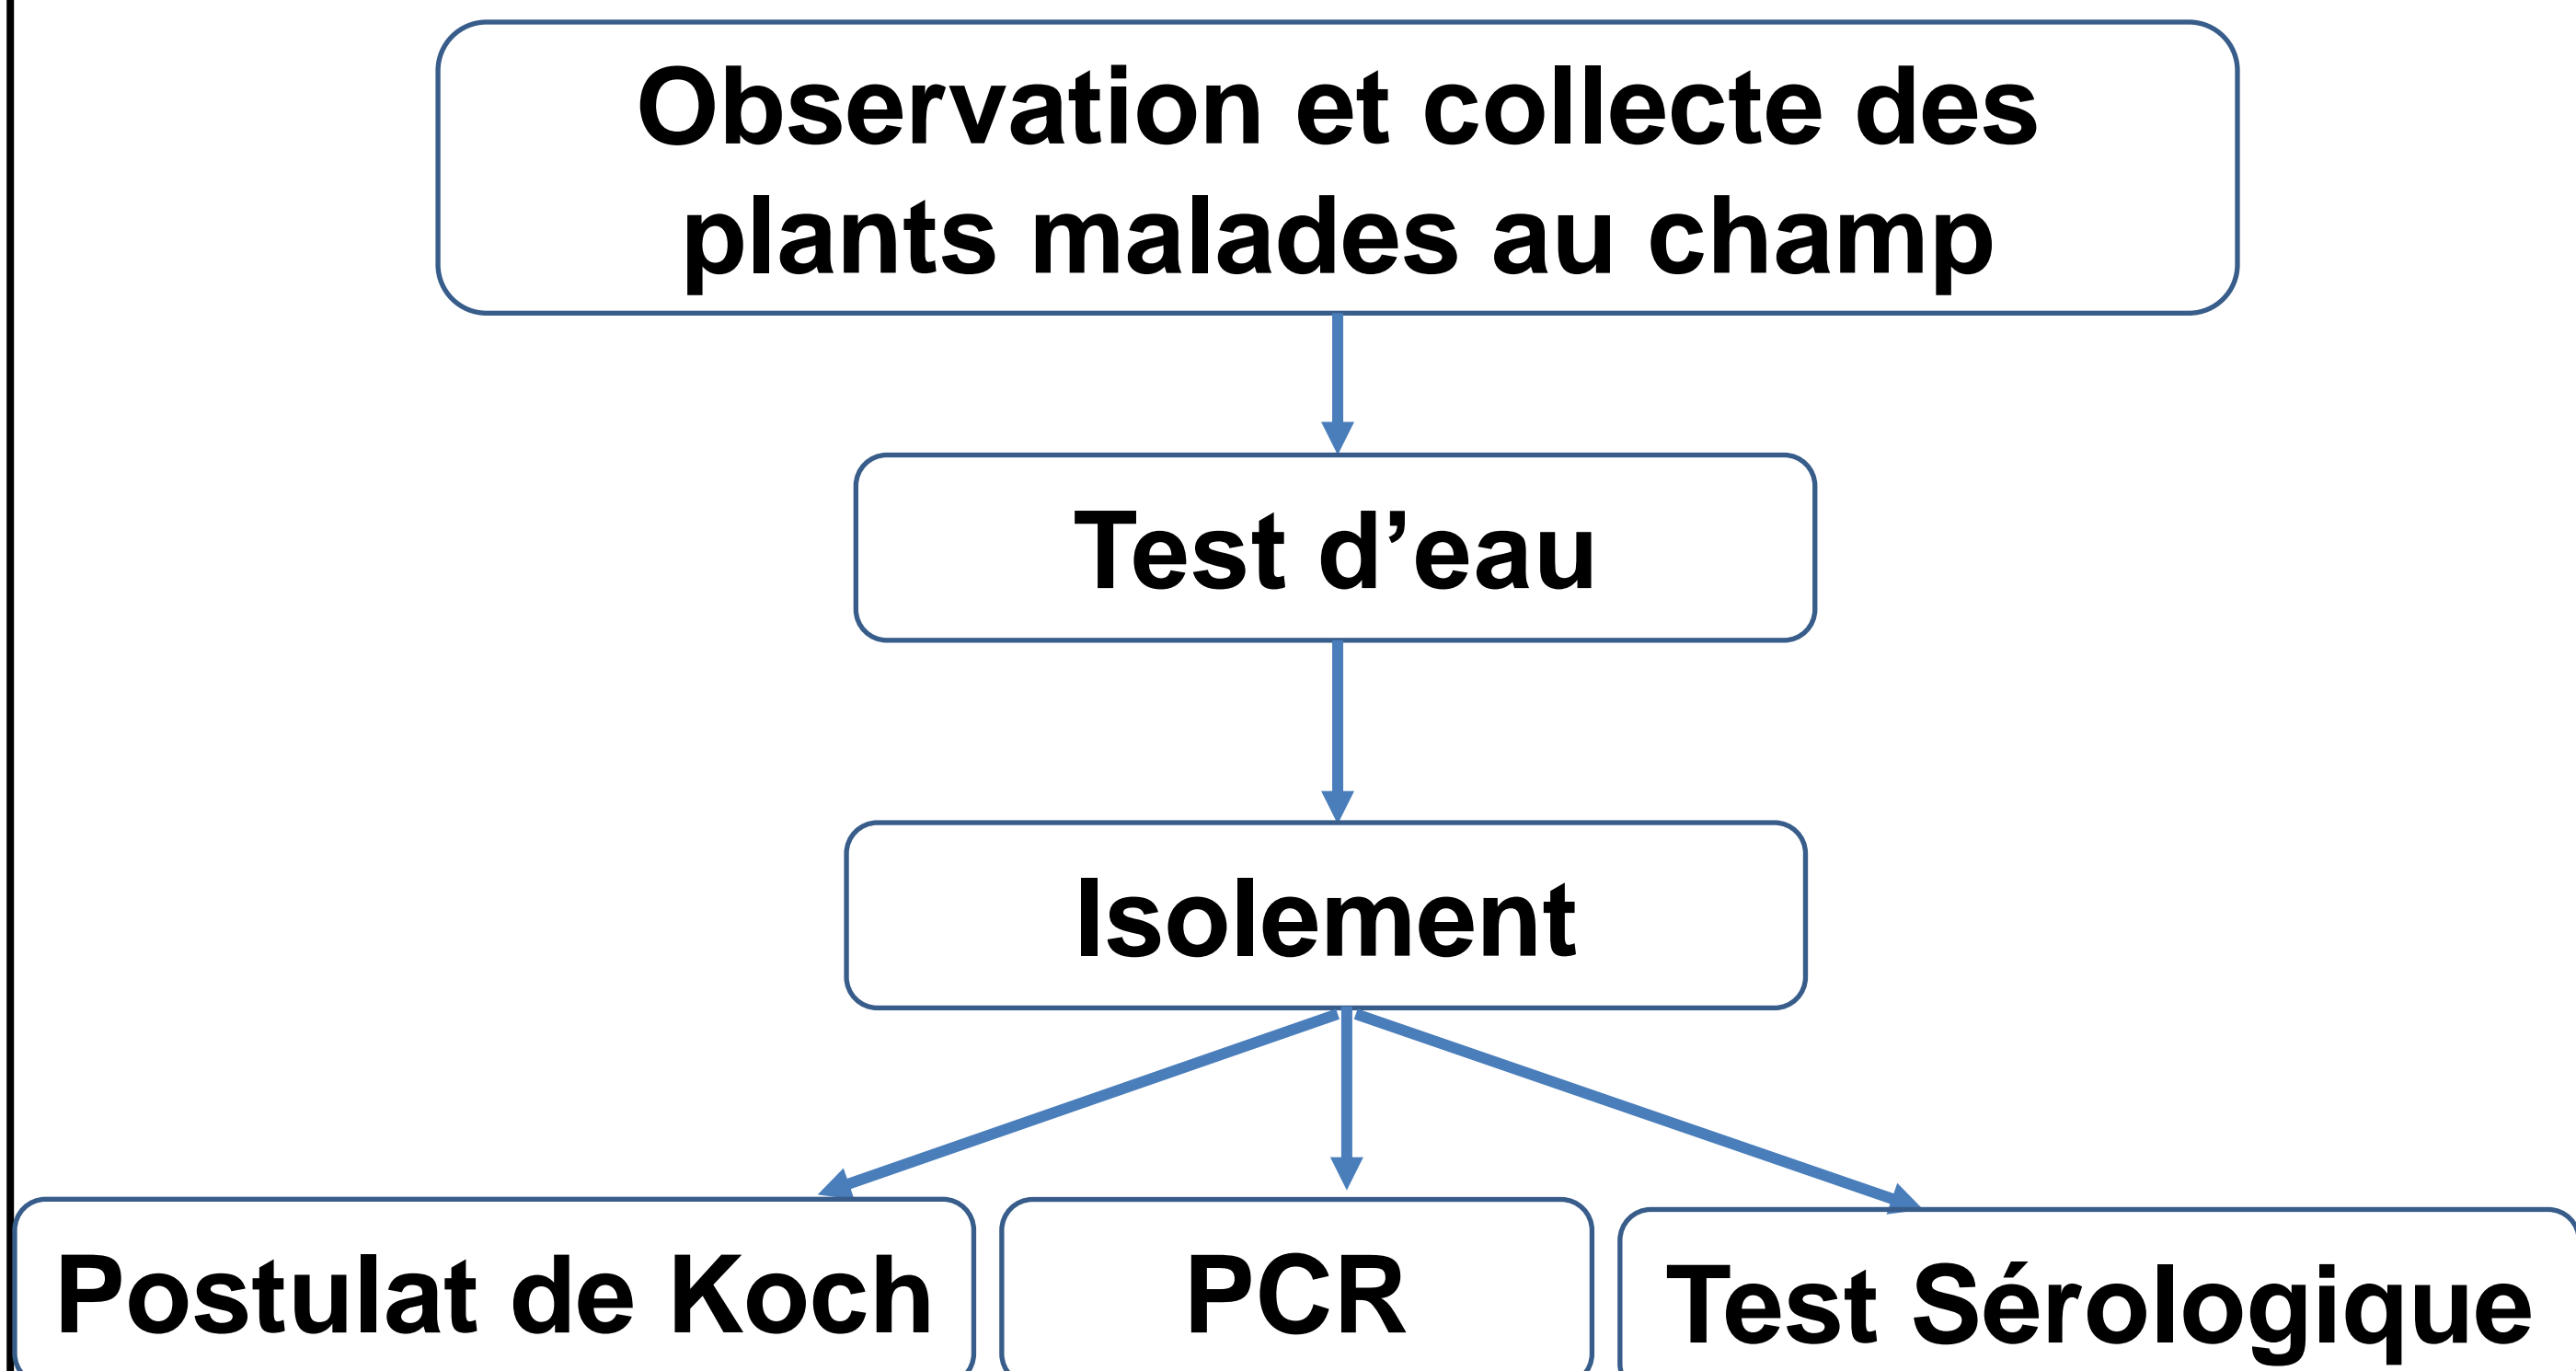 Observation et collecte des
plants malades au champ
Test d’eau
Isolement
Postulat de Koch
PCR
Test Sérologique